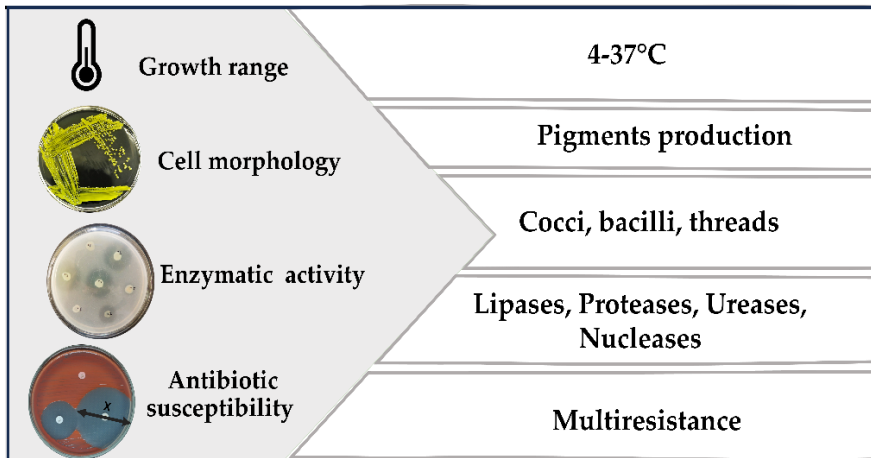 Growth range
Cell morphology
Enzymatic activity
Antibiotic
susceptibility
X
4-37°C
Pigments production
Cocci, bacilli, threads
Lipases, Proteases, Ureases,
Nucleases
Multiresistance